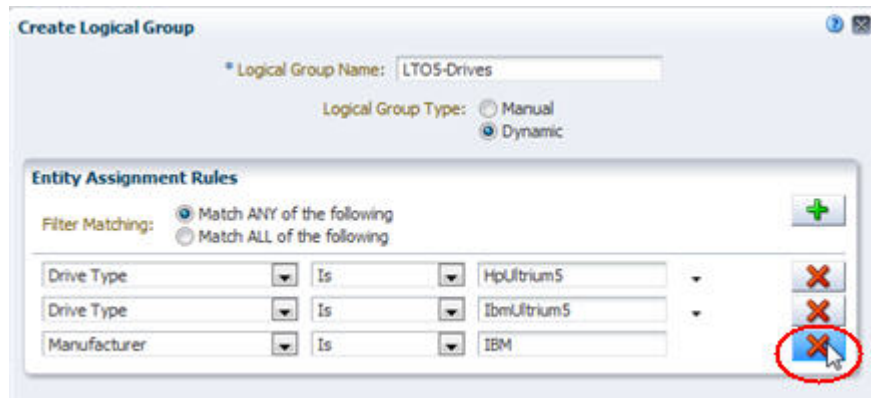 Create Logical Group
* Logical Group Name: LTO5-Drives
Logical Group Type: Manual
Dynamic
Entity Assignment Rules
Filter Matching: Match ANY of the following
Match ALL of the following
Drive Type Is HpUltrium5
Drive Type Is IbmUltrium5
Manufacturer Is IBM